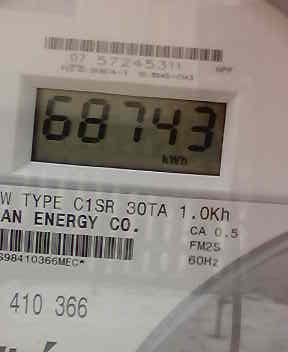 07 57245311
68743
kWh
W TYPE C1SR 30TA 1.0Kh
AN ENERGY CO.
CA 0.5
FM2S
60Hz
S98410366MEC*
410 366